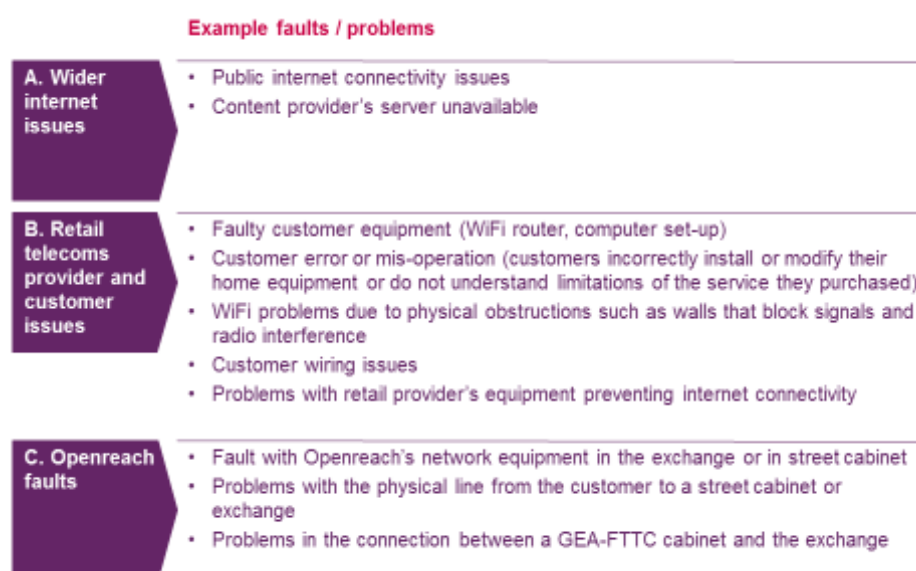 Example faults / problems
A. Wider
internet
issues
• Public internet connectivity issues
• Content provider's server unavailable
B. Retail
telecoms
provider and
customer
issues
• Faulty customer equipment (WiFi router, computer set-up)
• Customer error or mis-operation (customers incorrectly install or modify their
home equipment or do not understand limitations of the service they purchased)
• WiFi problems due to physical obstructions such as walls that block signals and
radio interference
• Customer wiring issues
• Problems with retail provider's equipment preventing internet connectivity
C. Openreach
faults
• Fault with Openreach's network equipment in the exchange or in street cabinet
• Problems with the physical line from the customer to a street cabinet or
exchange
• Problems in the connection between a GEA-FTTC cabinet and the exchange